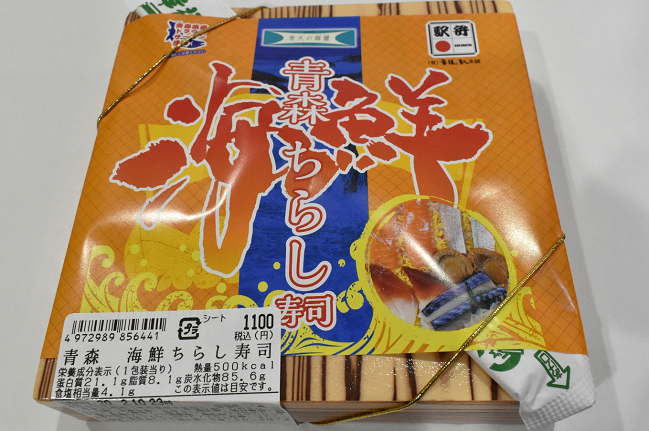 駅弁
海鮮
青森ちらし寿司
プラ
シート
1100
税込(円)
4 972989 856441
青森 海鮮ちらし寿司
栄養成分表示(1包装当り) 熱量500kcal
蛋白質21.1g脂質8.1g炭水化物85.6g
食塩相当量4.1g この表示値は目安です。